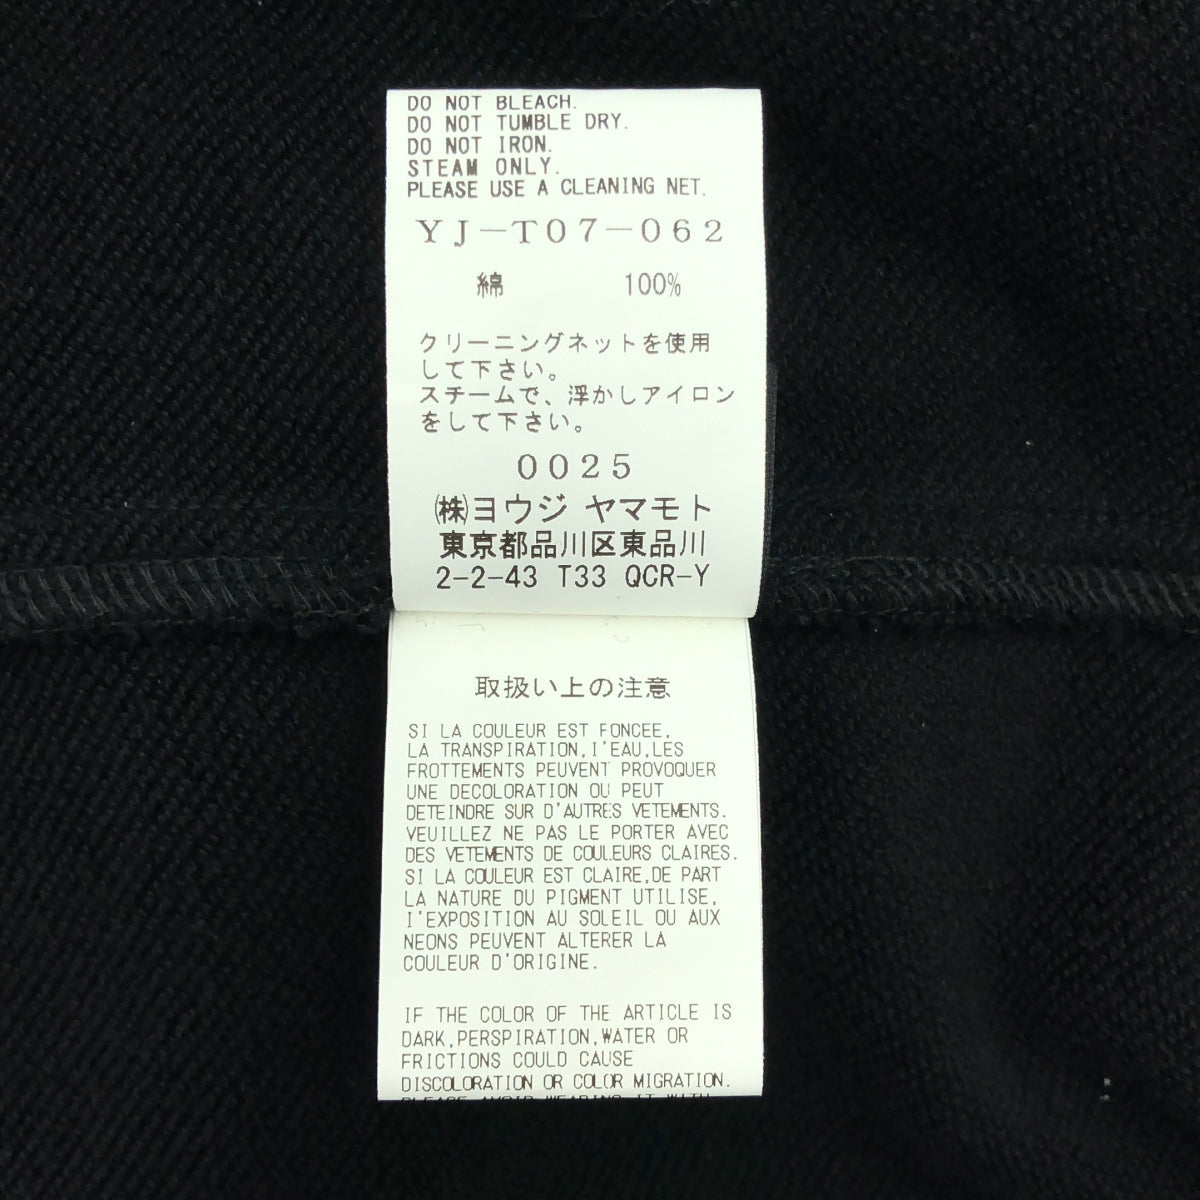 DO NOT BLEACH.
DO NOT TUMBLE DRY.
DO NOT IRON.
STEAM ONLY.
PLEASE USE A CLEANING NET.
YJ-T07-062
綿 100%
クリーニングネットを使用
して下さい。
スチームで、浮かしアイロン
をして下さい。
0025
㈱ヨウジ ヤマモト
東京都品川区東品川
2-2-43 T33 QCR-Y
取扱い上の注意
SI LA COULEUR EST FONCEE,
LA TRANSPIRATION,I'EAU,LES
FROTTEMENTS PEUVENT PROVOQUER
UNE DECOLORATION OU PEUT
DETEINDRE SUR D'AUTRES VETEMENTS.
VEUILLEZ NE PAS LE PORTER AVEC
DES VETEMENTS DE COULEURS CLAIRES.
SI LA COULEUR EST CLAIRE,DE PART
LA NATURE DU PIGMENT UTILISE,
I'EXPOSITION AU SOLEIL OU AUX
NEONS PEUVENT ALTERER LA
COULEUR D'ORIGINE.
IF THE COLOR OF THE ARTICLE IS
DARK,PERSPIRATION,WATER OR
FRICTIONS COULD CAUSE
DISCOLORATION OR COLOR MIGRATION.
PLEASE AVOID WEARING IT WITH